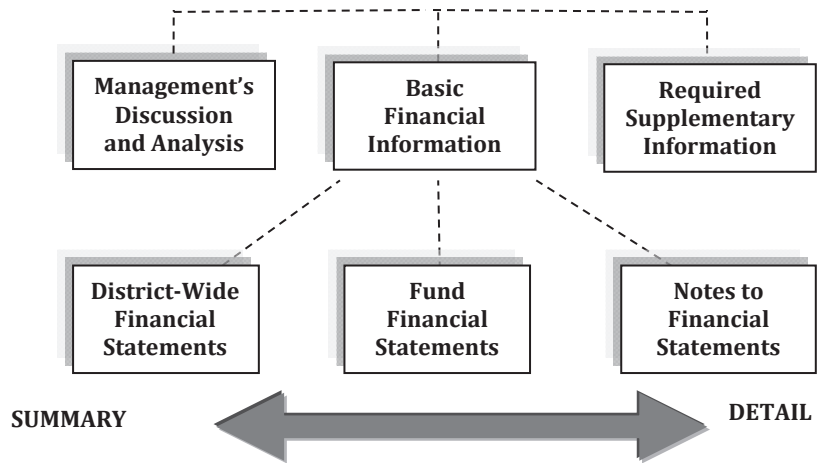 Management’s
Discussion
and Analysis
Basic
Financial
Information
Required
Supplementary
Information
District-Wide
Financial
Statements
Fund
Financial
Statements
Notes to
Financial
Statements
SUMMARY
DETAIL